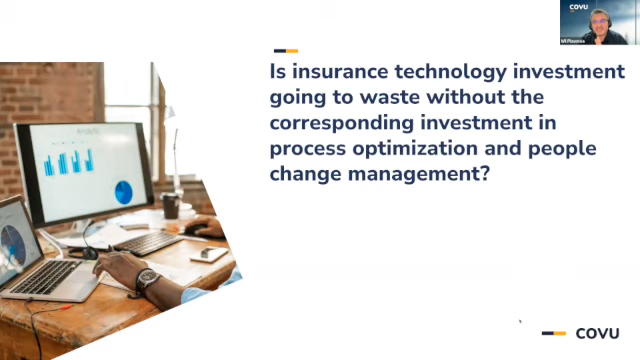 COVU
Is insurance technology investment
going to waste without the
corresponding investment in
process optimization and people
change management?
COVU